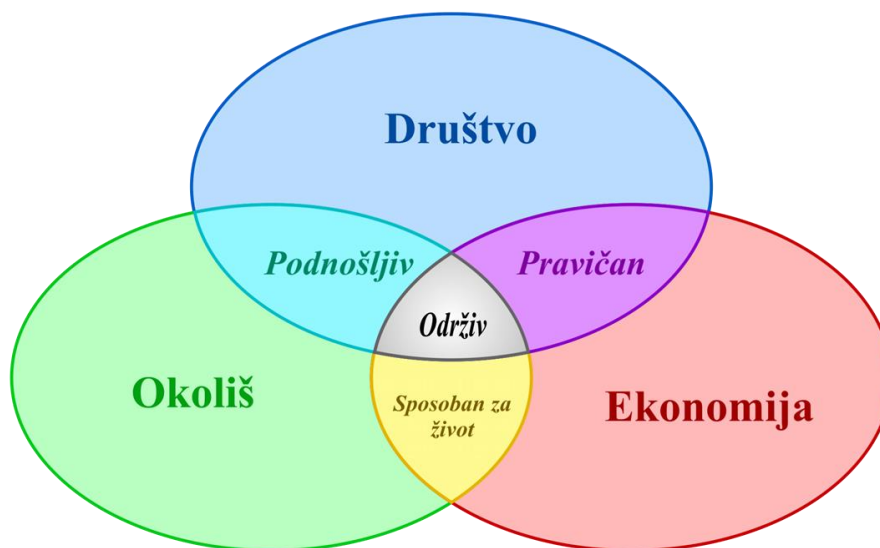 Društvo
Podnošljiv
Pravičan
Održiv
Okoliš
Sposoban za
život
Ekonomija